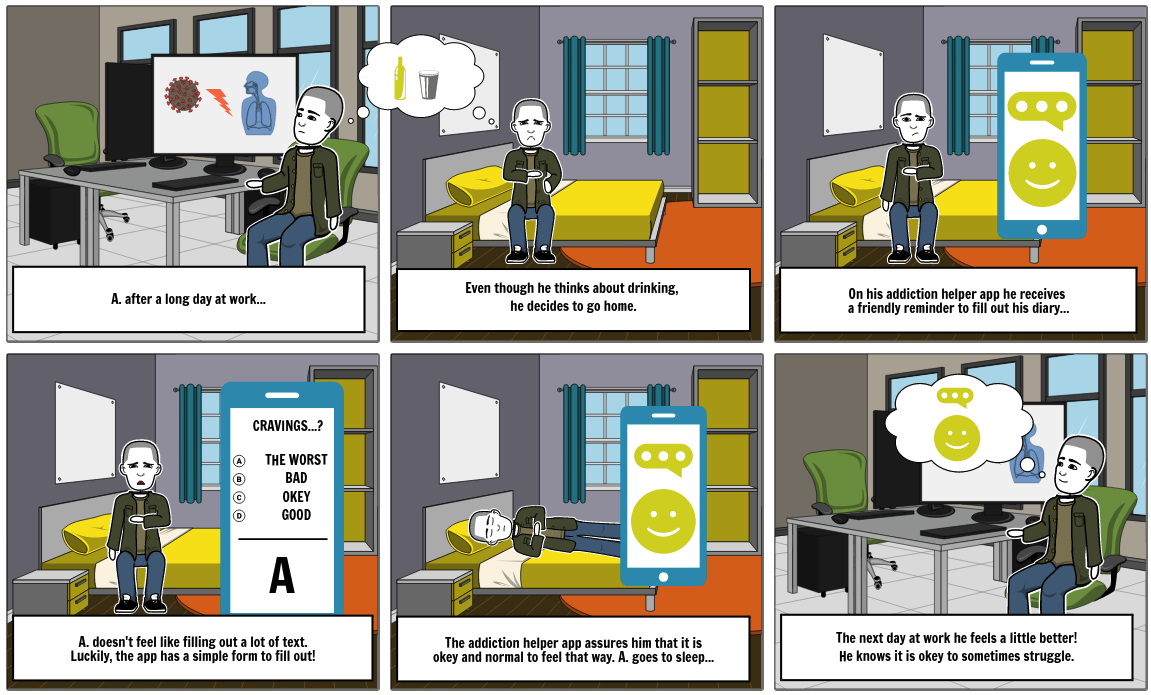 A. after a long day at work...
Even though he thinks about drinking,
he decides to go home.
On his addiction helper app he receives
a friendly reminder to fill out his diary...
CRAVINGS...?
A THE WORST
B BAD
C OKEY
D GOOD
A
A. doesn't feel like filling out a lot of text.
Luckily, the app has a simple form to fill out!
The addiction helper app assures him that it is
okey and normal to feel that way. A. goes to sleep...
The next day at work he feels a little better!
He knows it is okey to sometimes struggle.